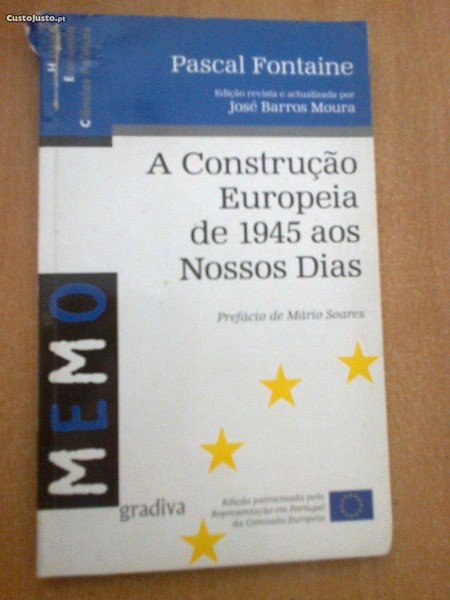 CustoJusto.pt
Pascal Fontaine
Edição revista e actualizada por
José Barros Moura
A Construção
Europeia
de 1945 aos
Nossos Dias
Prefácio de Mário Soares
MEMO
gradiva
Edição patrocinada pela
Representação em Portugal
da Comissão Europeia